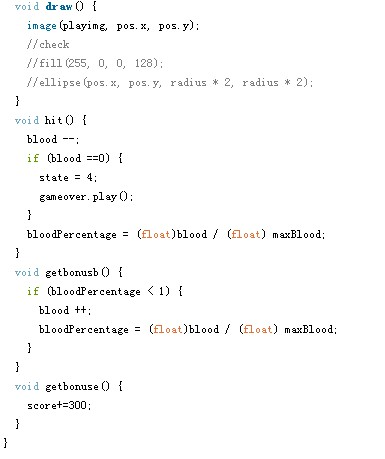 void draw() {
image(playimg, pos.x, pos.y);
//check
//fill(255, 0, 0, 128);
//ellipse(pos.x, pos.y, radius * 2, radius * 2);
}
void hit() {
blood --;
if (blood ==0) {
state = 4;
gameover.play();
}
bloodPercentage = (float)blood / (float) maxBlood;
}
void getbonusb() {
if (bloodPercentage < 1) {
blood ++;
bloodPercentage = (float)blood / (float) maxBlood;
}
}
void getbonuse() {
score+=300;
}
}